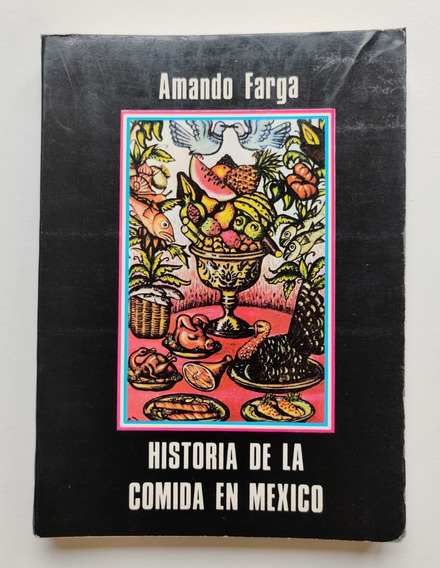 Amando Farga
HISTORIA DE LA
COMIDA EN MEXICO